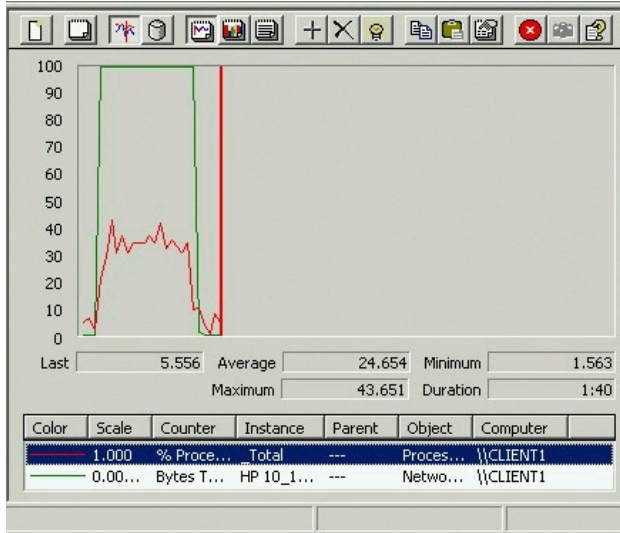 100
90
80
70
60
50
40
30
20
10
0
Last 5.556 Average 24.654 Minimum 1.563
Maximum 43.651 Duration 1:40
Color Scale Counter Instance Parent Object Computer
1.000 % Proce... _Total --- Proces... \\CLIENT1
0.00... Bytes T... HP 10_1... --- Netwo... \\CLIENT1